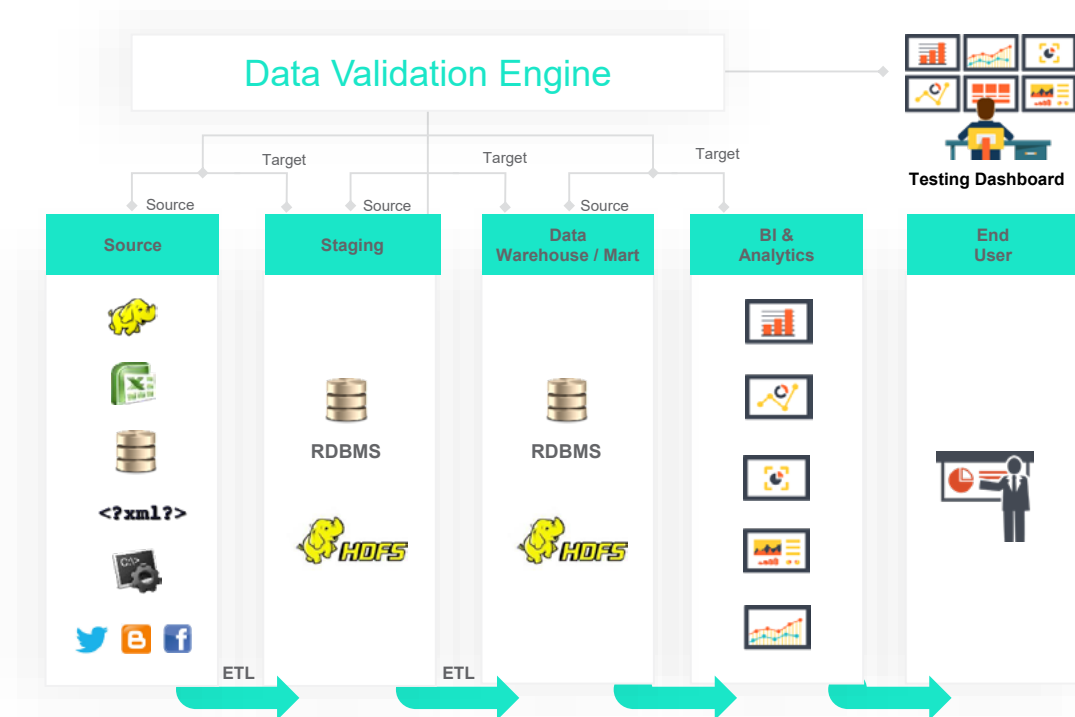 Data Validation Engine
Testing Dashboard
Target
Target
Target
Source
Source
Source
Source
Staging
Data
Warehouse / Mart
BI &
Analytics
End
User
RDBMS
RDBMS
<?xml?>
HDFS
HDFS
C:\>
ETL
ETL